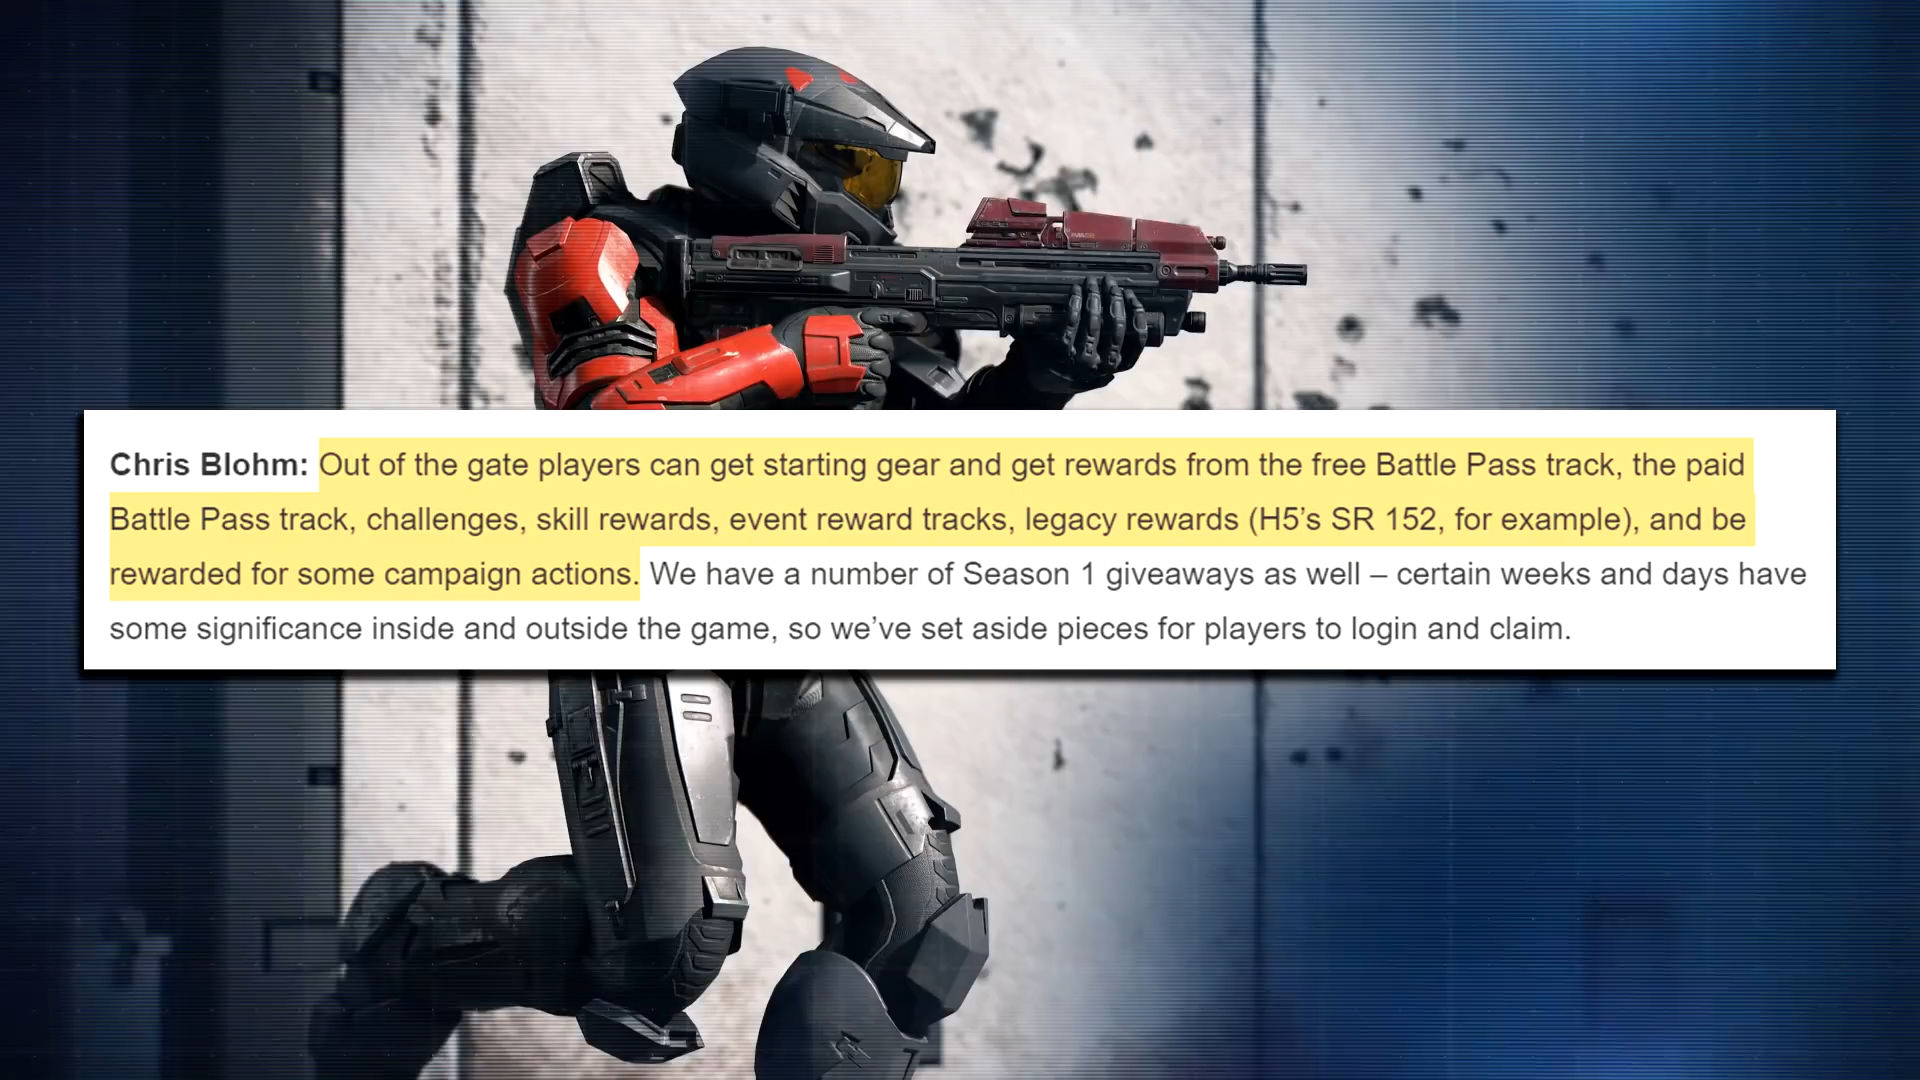 Chris Blohm: Out of the gate players can get starting gear and get rewards from the free Battle Pass track, the paid
Battle Pass track, challenges, skill rewards, event reward tracks, legacy rewards (H5’s SR 152, for example), and be
rewarded for some campaign actions. We have a number of Season 1 giveaways as well – certain weeks and days have
some significance inside and outside the game, so we’ve set aside pieces for players to login and claim.